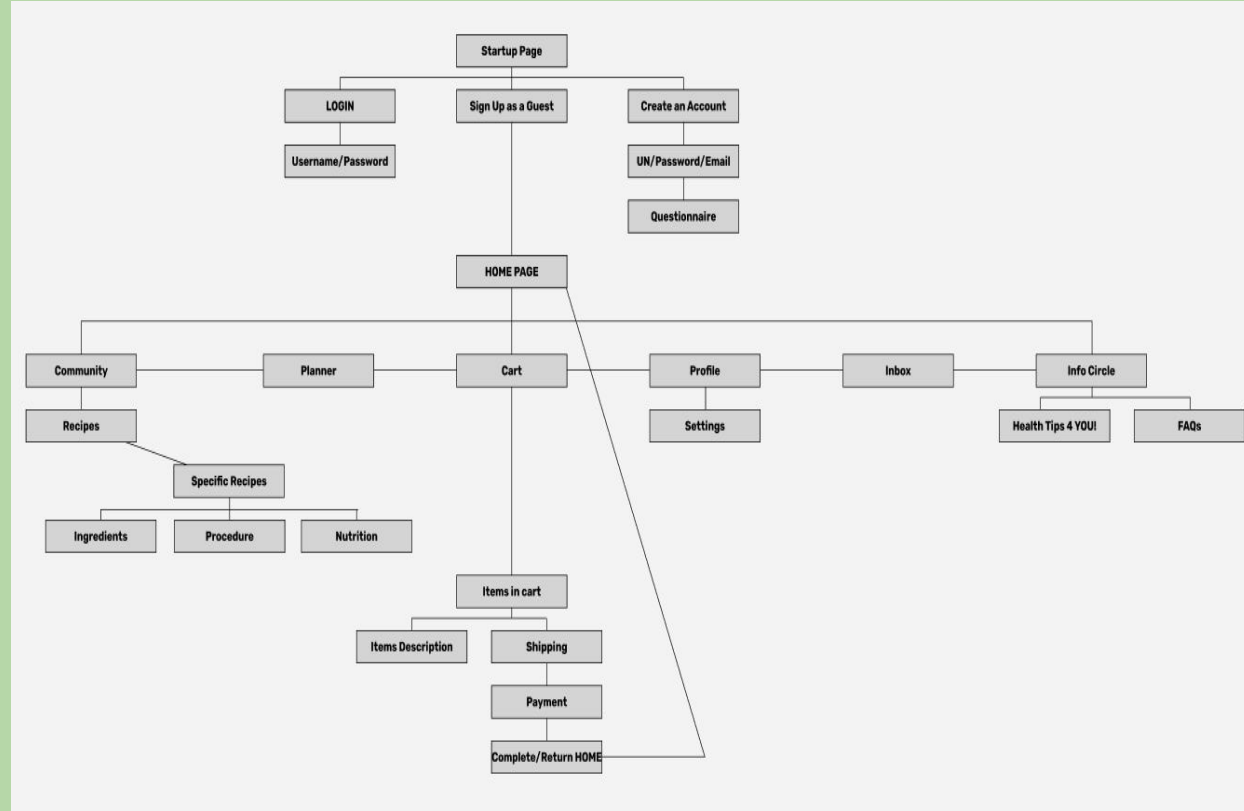 Startup Page
LOGIN
Sign Up as a Guest
Create an Account
Username/Password
UN/Password/Email
Questionnaire
HOME PAGE
Community
Planner
Cart
Profile
Inbox
Info Circle
Recipes
Settings
Health Tips 4 YOU!
FAQs
Specific Recipes
Ingredients
Procedure
Nutrition
Items in cart
Items Description
Shipping
Payment
Complete/Return HOME